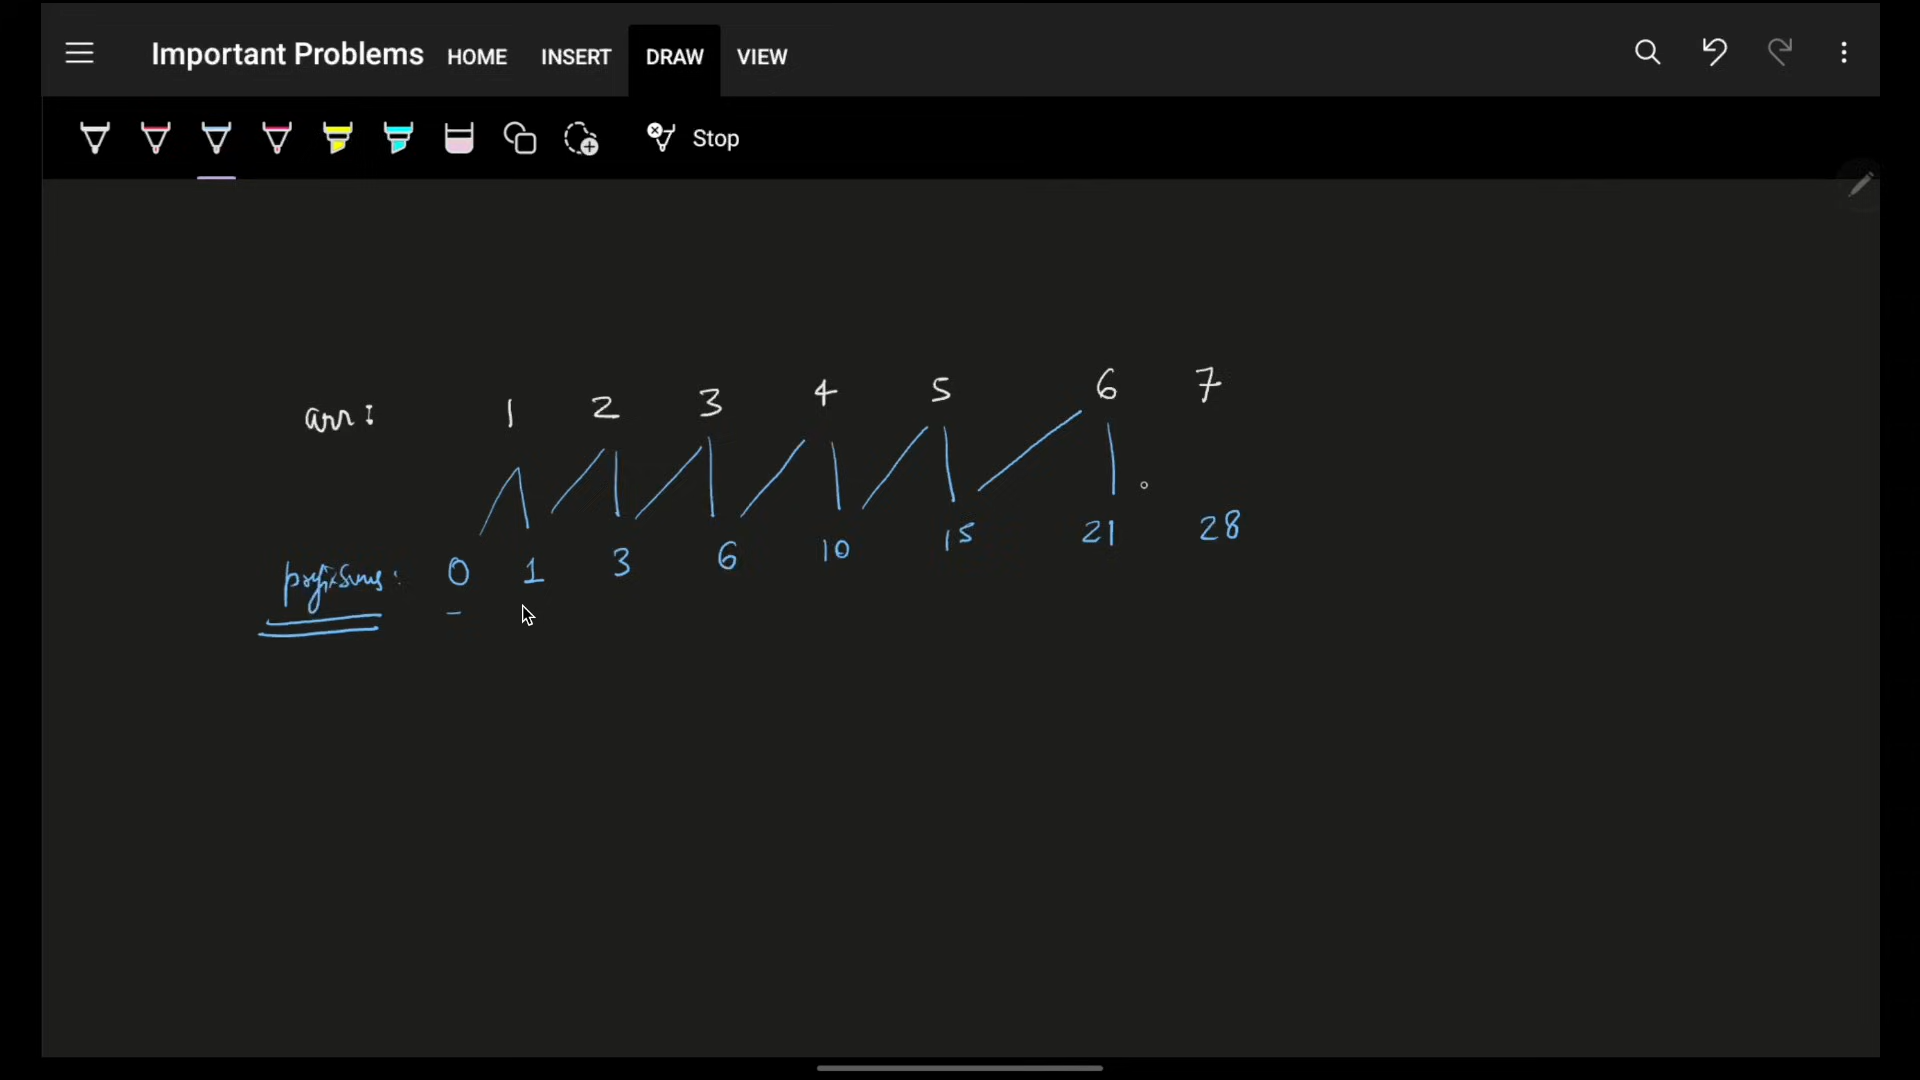 Important Problems HOME INSERT DRAW VIEW
Stop
arr: 1 2 3 4 5 6 7
prefixsums: 0 1 3 6 10 15 21 28